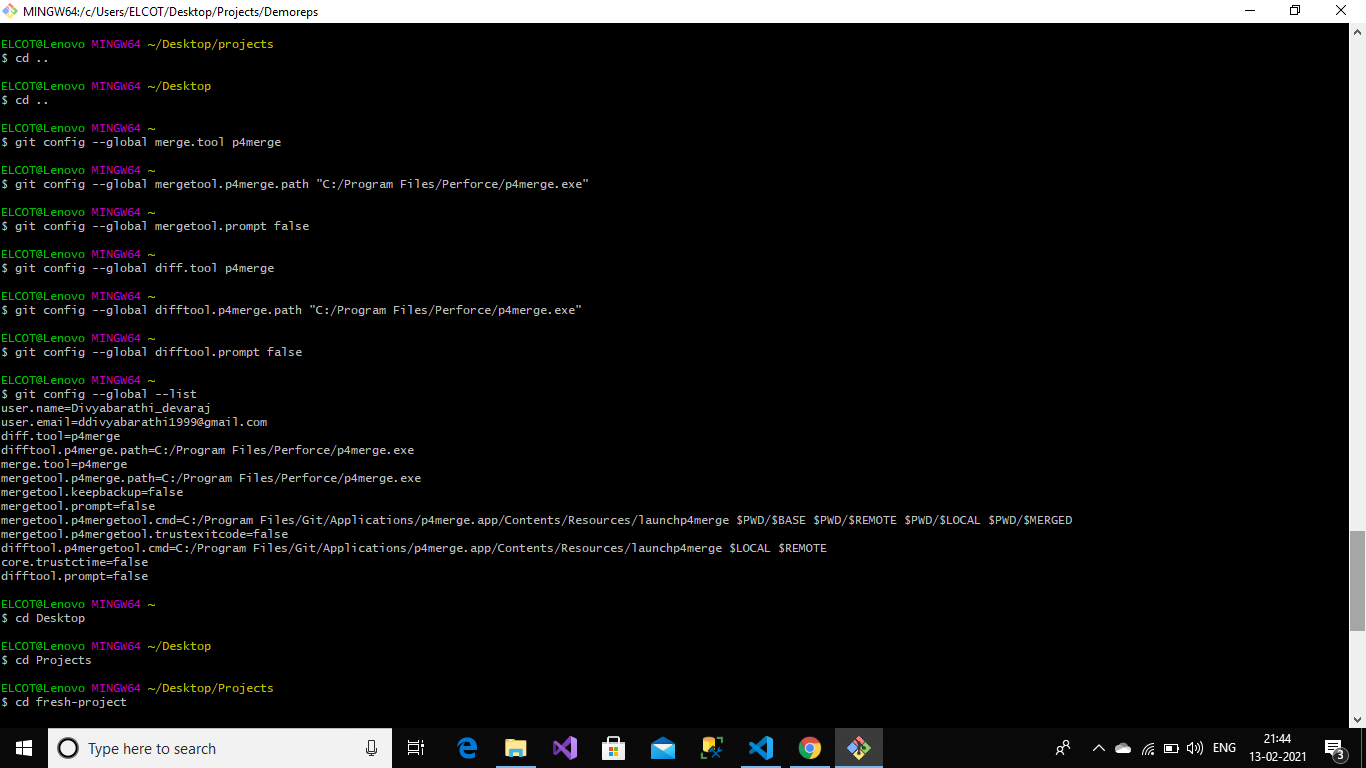 MINGW64:/c/Users/ELCOT/Desktop/Projects/Demoreps
ELCOT@Lenovo MINGW64 ~/Desktop/projects
$ cd ..
ELCOT@Lenovo MINGW64 ~/Desktop
$ cd ..
ELCOT@Lenovo MINGW64 ~
$ git config --global merge.tool p4merge
ELCOT@Lenovo MINGW64 ~
$ git config --global mergetool.p4merge.path "C:/Program Files/Perforce/p4merge.exe"
ELCOT@Lenovo MINGW64 ~
$ git config --global mergetool.prompt false
ELCOT@Lenovo MINGW64 ~
$ git config --global diff.tool p4merge
ELCOT@Lenovo MINGW64 ~
$ git config --global difftool.p4merge.path "C:/Program Files/Perforce/p4merge.exe"
ELCOT@Lenovo MINGW64 ~
$ git config --global difftool.prompt false
ELCOT@Lenovo MINGW64 ~
$ git config --global --list
user.name=Divyabarathi_devaraj
user.email=ddivyabarathi1999@gmail.com
diff.tool=p4merge
difftool.p4merge.path=C:/Program Files/Perforce/p4merge.exe
merge.tool=p4merge
mergetool.p4merge.path=C:/Program Files/Perforce/p4merge.exe
mergetool.keepbackup=false
mergetool.prompt=false
mergetool.p4mergetool.cmd=C:/Program Files/Git/Applications/p4merge.app/Contents/Resources/launchp4merge $PWD/$BASE $PWD/$REMOTE $PWD/$LOCAL $PWD/$MERGED
mergetool.p4mergetool.trustexitcode=false
difftool.p4mergetool.cmd=C:/Program Files/Git/Applications/p4merge.app/Contents/Resources/launchp4merge $LOCAL $REMOTE
core.trustctime=false
difftool.prompt=false
ELCOT@Lenovo MINGW64 ~
$ cd Desktop
ELCOT@Lenovo MINGW64 ~/Desktop
$ cd Projects
ELCOT@Lenovo MINGW64 ~/Desktop/Projects
$ cd fresh-project
Type here to search
ENG
21:44
13-02-2021
3